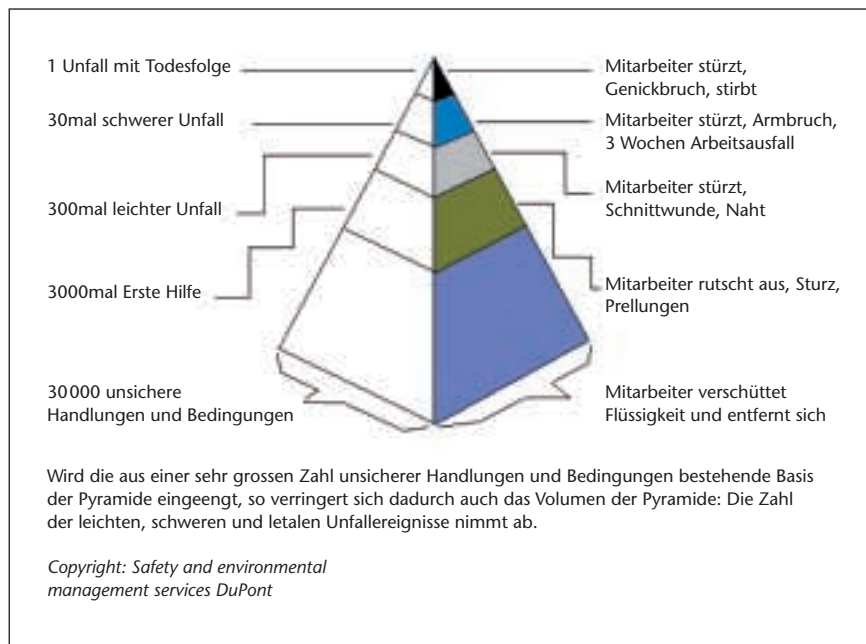 1 Unfall mit Todesfolge
30mal schwerer Unfall
300mal leichter Unfall
3000mal Erste Hilfe
30000 unsichere
Handlungen und Bedingungen
Mitarbeiter stürzt,
Genickbruch, stirbt
Mitarbeiter stürzt, Armbruch,
3 Wochen Arbeitsausfall
Mitarbeiter stürzt,
Schnittwunde, Naht
Mitarbeiter rutscht aus, Sturz,
Prellungen
Mitarbeiter verschüttet
Flüssigkeit und entfernt sich
Wird die aus einer sehr grossen Zahl unsicherer Handlungen und Bedingungen bestehende Basis
der Pyramide eingeengt, so verringert sich dadurch auch das Volumen der Pyramide: Die Zahl
der leichten, schweren und letalen Unfallereignisse nimmt ab.
Copyright: Safety and environmental
management services DuPont